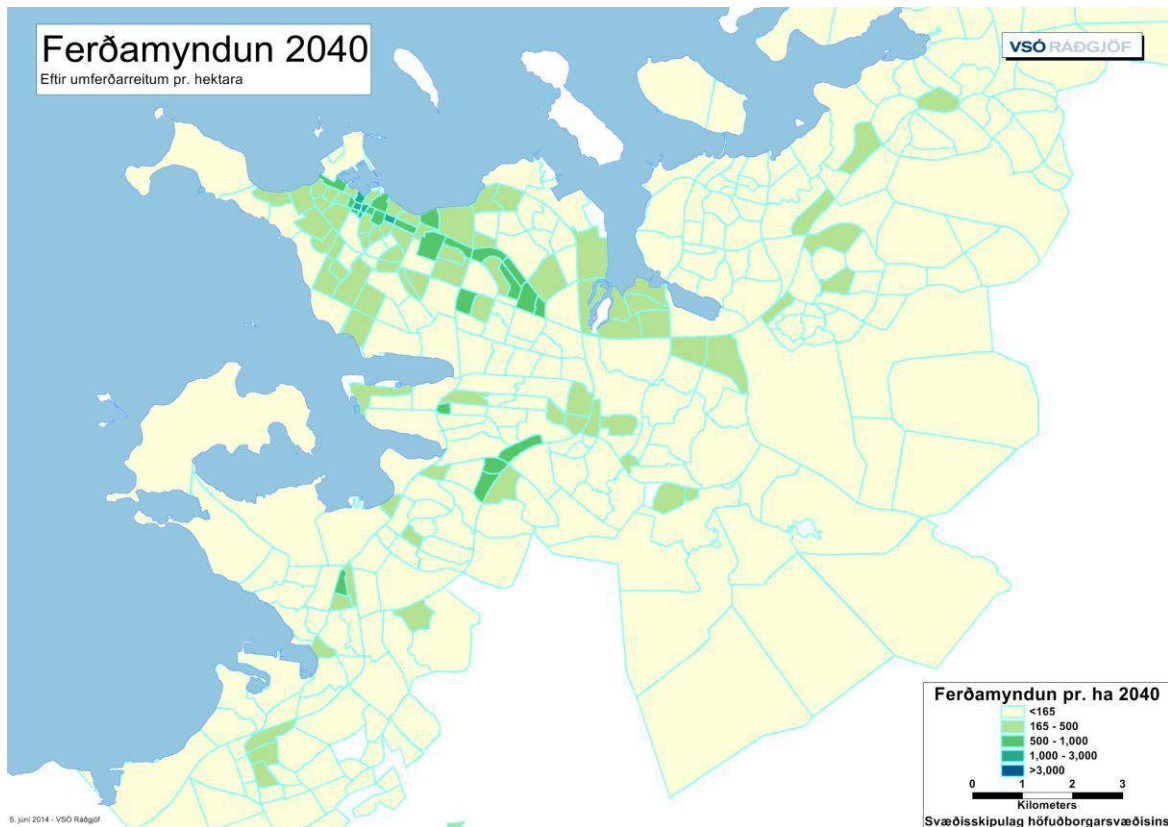 Ferðamyndun 2040
Eftir umferðarreitum pr. hektara
VSÓ RÁÐGJÖF
Ferðamyndun pr. ha 2040
<165
165 - 500
500 - 1,000
1,000 - 3,000
>3,000
0 1 2 3
Kilometers
Svæðisskipulag höfuðborgarsvæðisins
5. júní 2014 - VSÓ Ráðgjöf